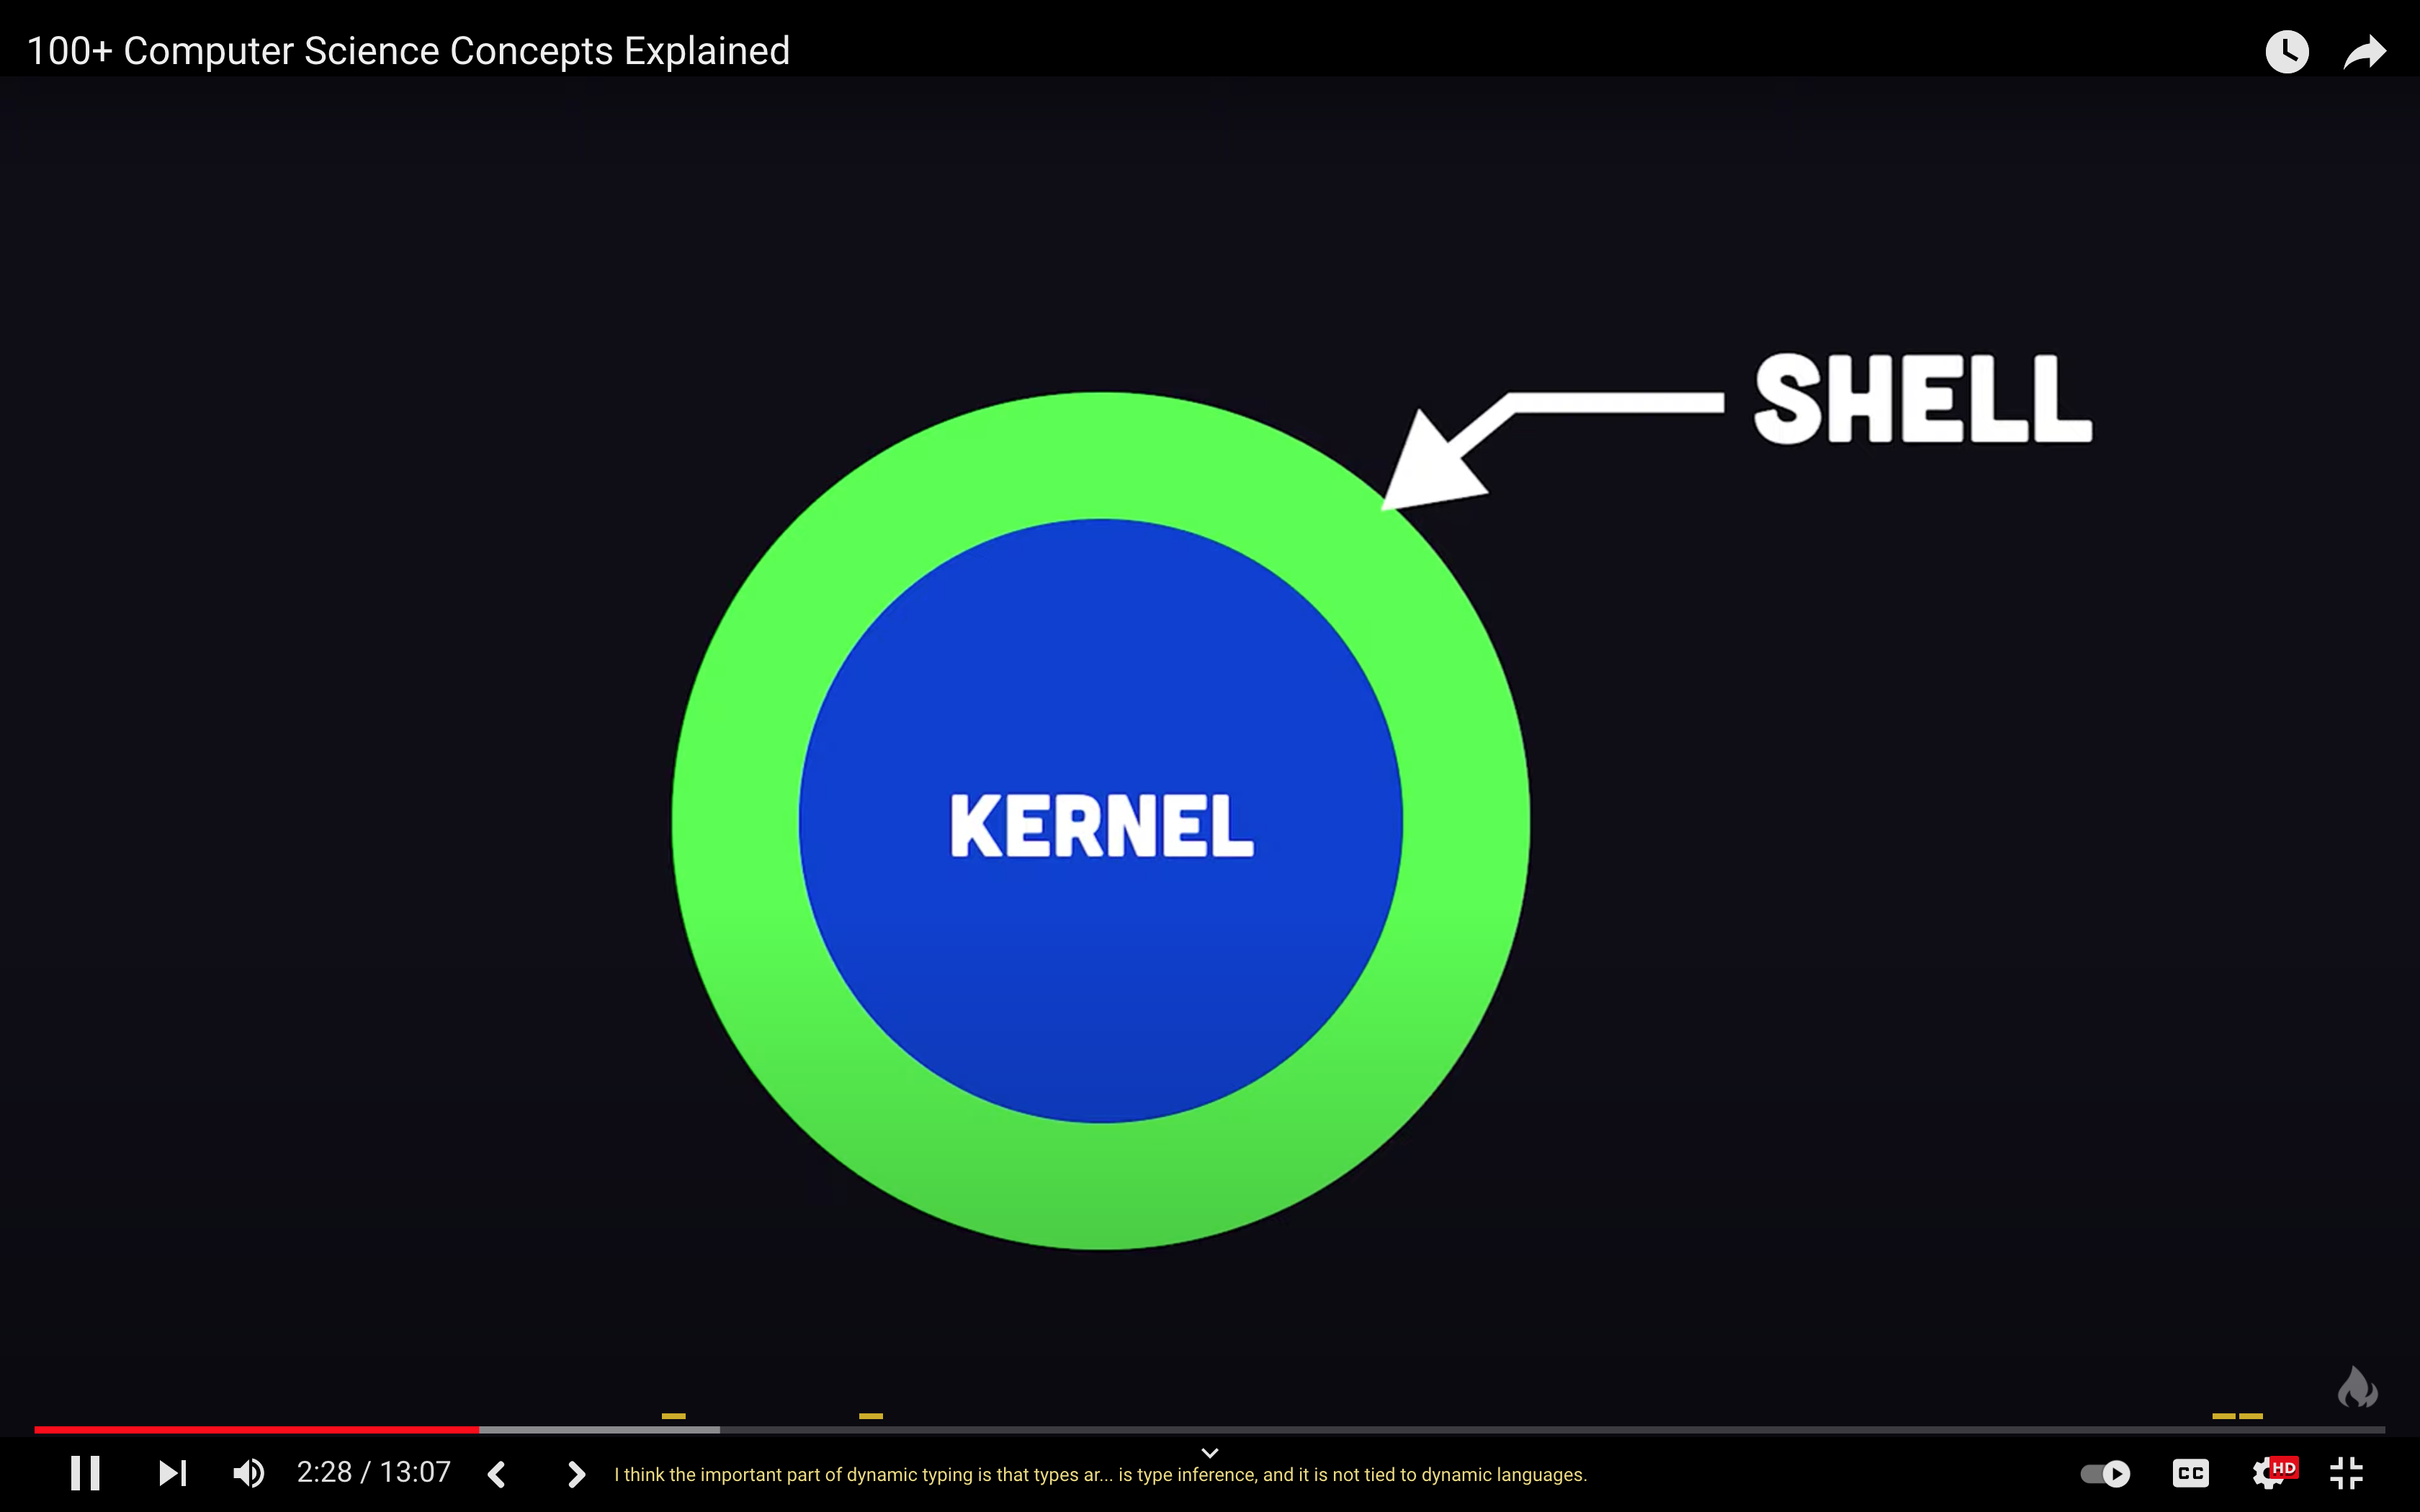 100+ Computer Science Concepts Explained
SHELL
KERNEL
2:28 / 13:07
I think the important part of dynamic typing is that types ar... is type inference, and it is not tied to dynamic languages.
CC
HD